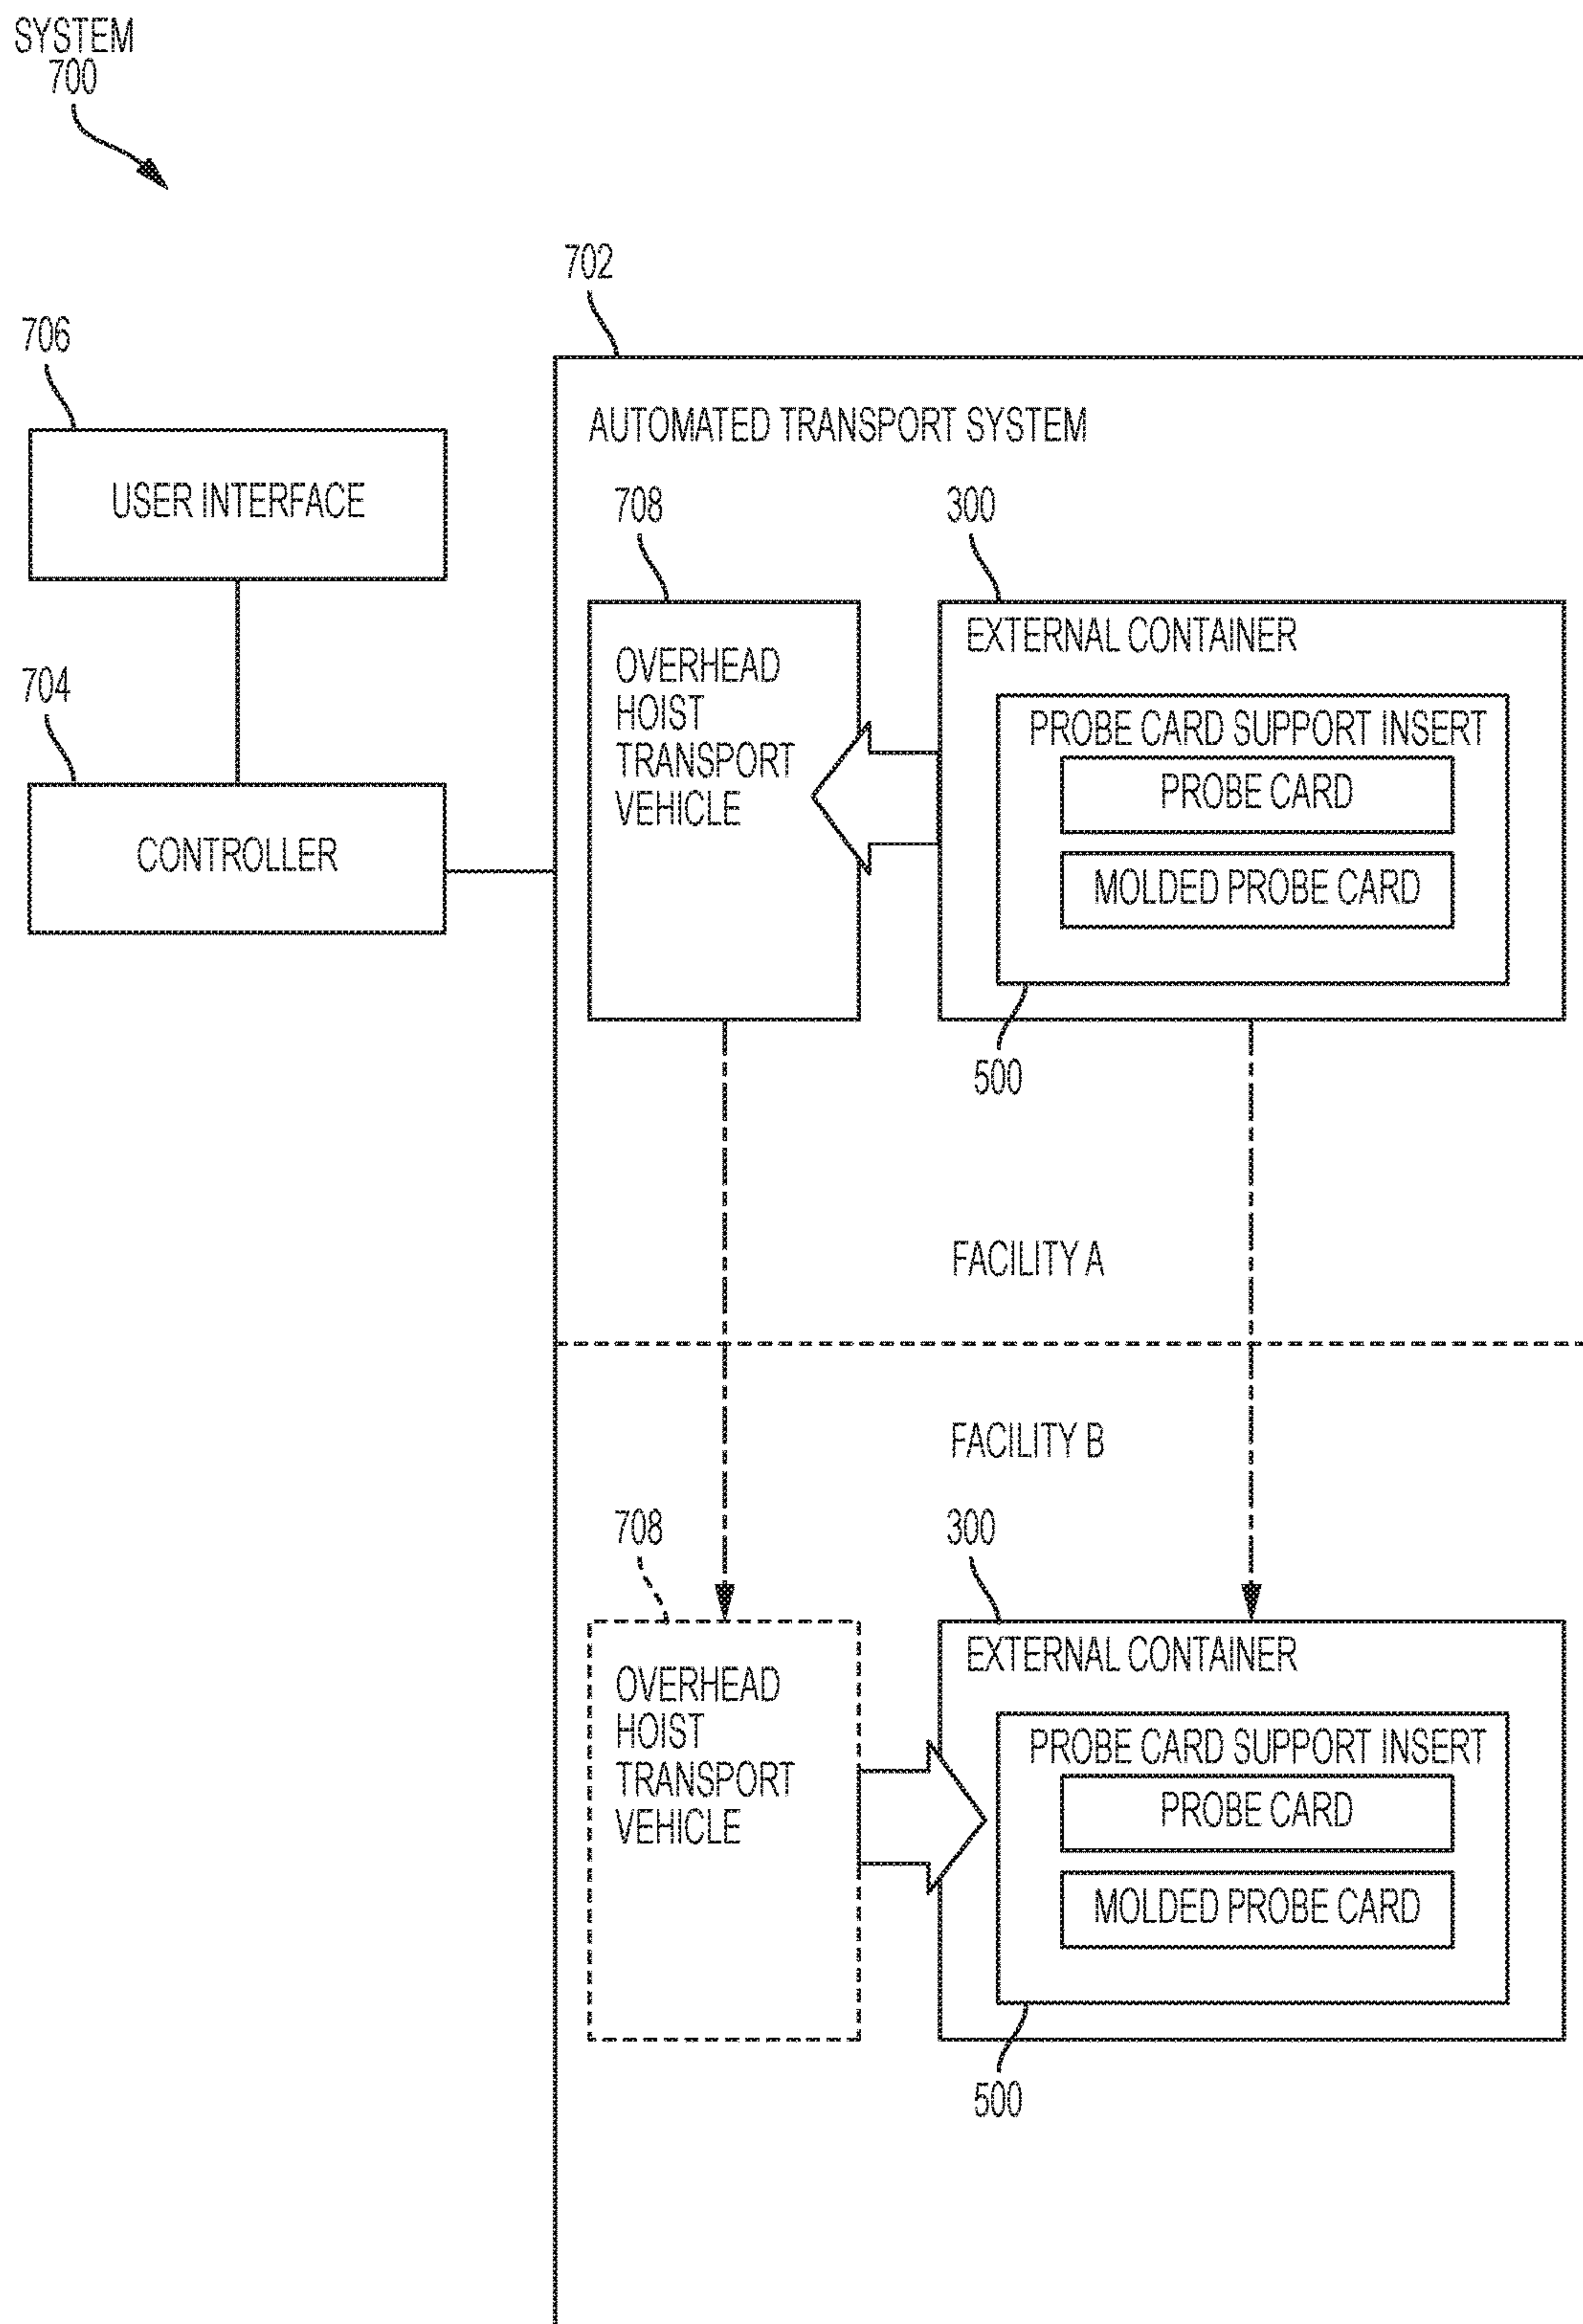 SYSTEM
700
702
706
AUTOMATED TRANSPORT SYSTEM
USER INTERFACE
708
300
EXTERNAL CONTAINER
OVERHEAD
HOIST
TRANSPORT
VEHICLE
PROBE CARD SUPPORT INSERT
PROBE CARD
MOLDED PROBE CARD
704
CONTROLLER
500
FACILITY A
FACILITY B
708
300
EXTERNAL CONTAINER
OVERHEAD
HOIST
TRANSPORT
VEHICLE
PROBE CARD SUPPORT INSERT
PROBE CARD
MOLDED PROBE CARD
500